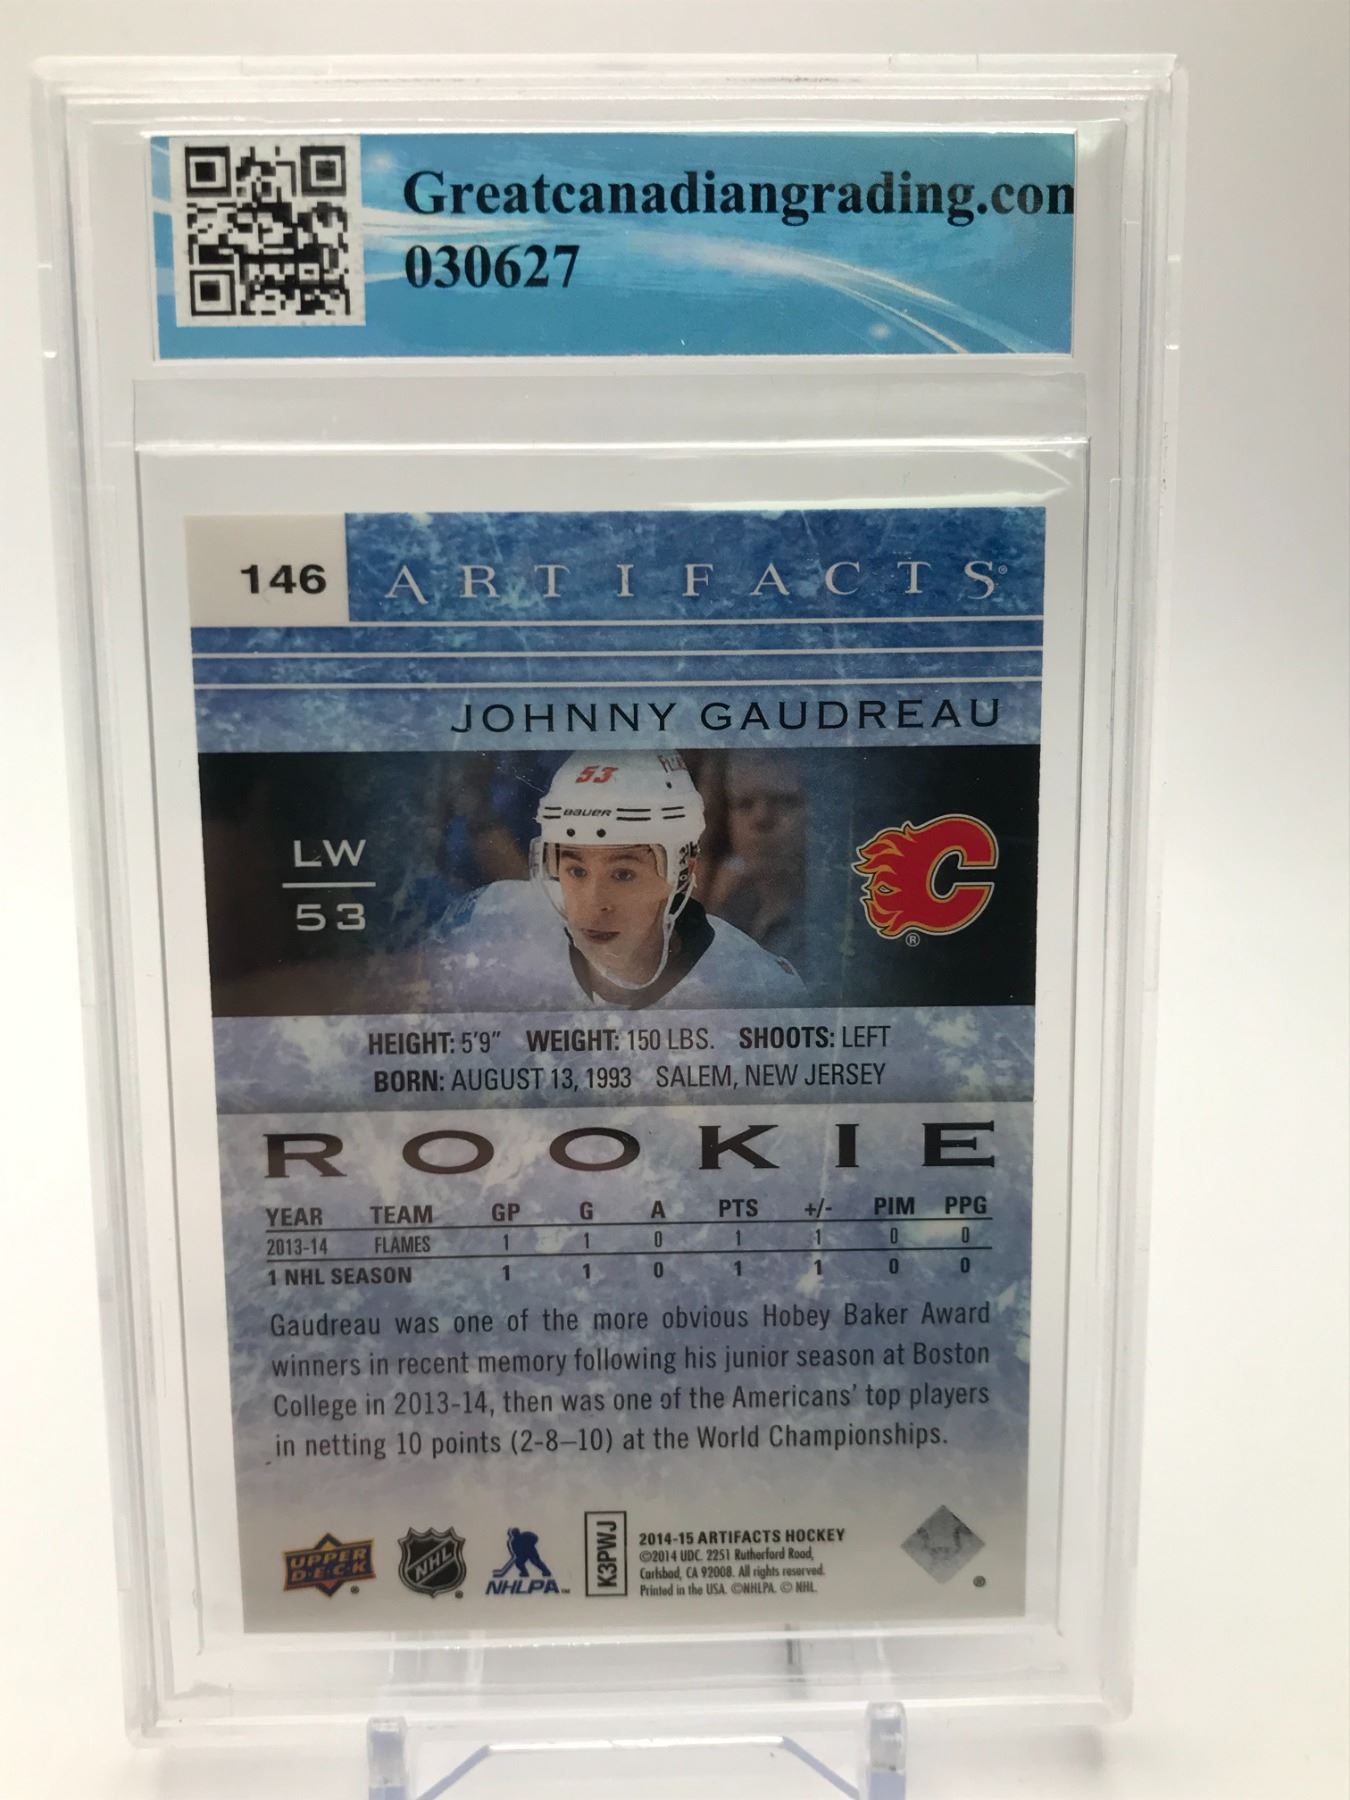 Greatcanadiangrading.com
030627
146 ARTIFACTS®
JOHNNY GAUDREAU
53
BAUER
LW
53
C
®
HEIGHT: 5'9" WEIGHT: 150 LBS. SHOOTS: LEFT
BORN: AUGUST 13, 1993 SALEM, NEW JERSEY
ROOKIE
YEAR TEAM GP G A PTS +/- PIM PPG
2013-14 FLAMES 1 1 0 1 1 0 0
1 NHL SEASON 1 1 0 1 1 0 0
Gaudreau was one of the more obvious Hobey Baker Award
winners in recent memory following his junior season at Boston
College in 2013-14, then was one of the Americans' top players
in netting 10 points (2-8–10) at the World Championships.
UPPER
D·E·C·K
®
NHL
®
NHLPA™
K3PWJ
2014-15 ARTIFACTS HOCKEY
©2014 UDC. 2251 Rutherford Road,
Carlsbad, CA 92008. All rights reserved.
Printed in the USA. ©NHLPA. © NHL.
®